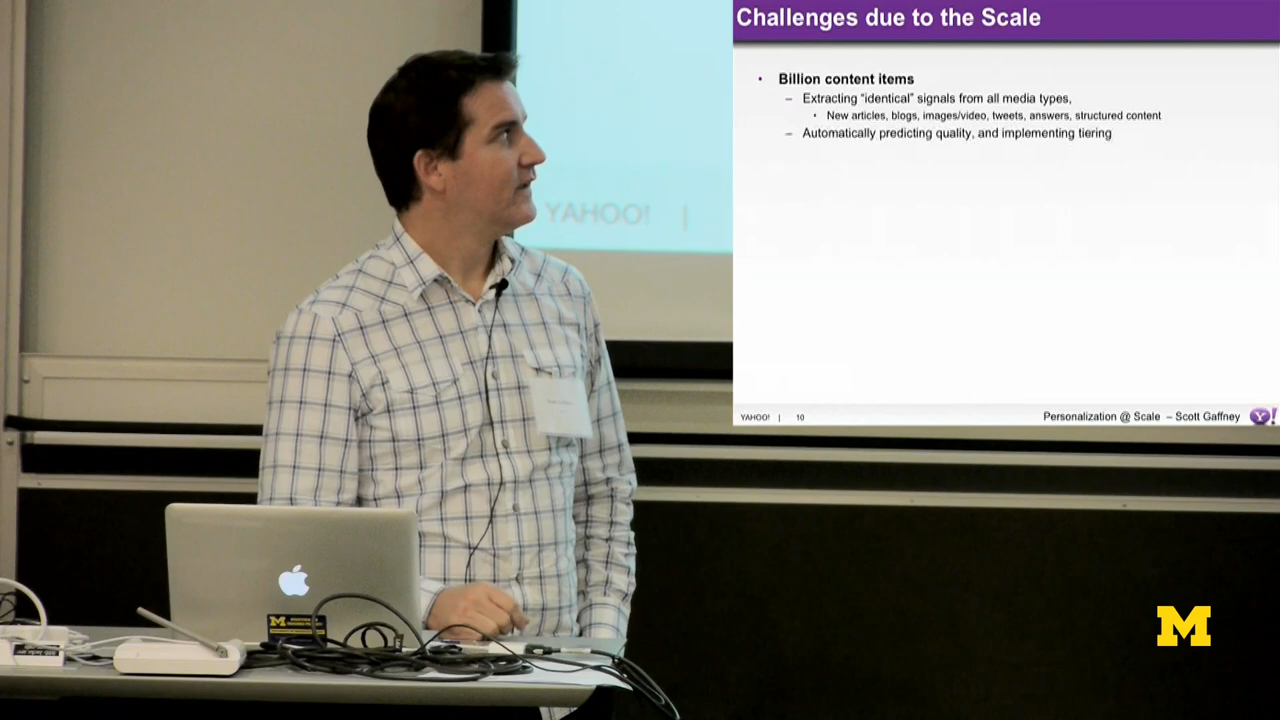 Challenges due to the Scale
• Billion content items
– Extracting “identical” signals from all media types,
• New articles, blogs, images/video, tweets, answers, structured content
– Automatically predicting quality, and implementing tiering
YAHOO! |
YAHOO! | 10
Personalization @ Scale – Scott Gaffney
Y!
M
M